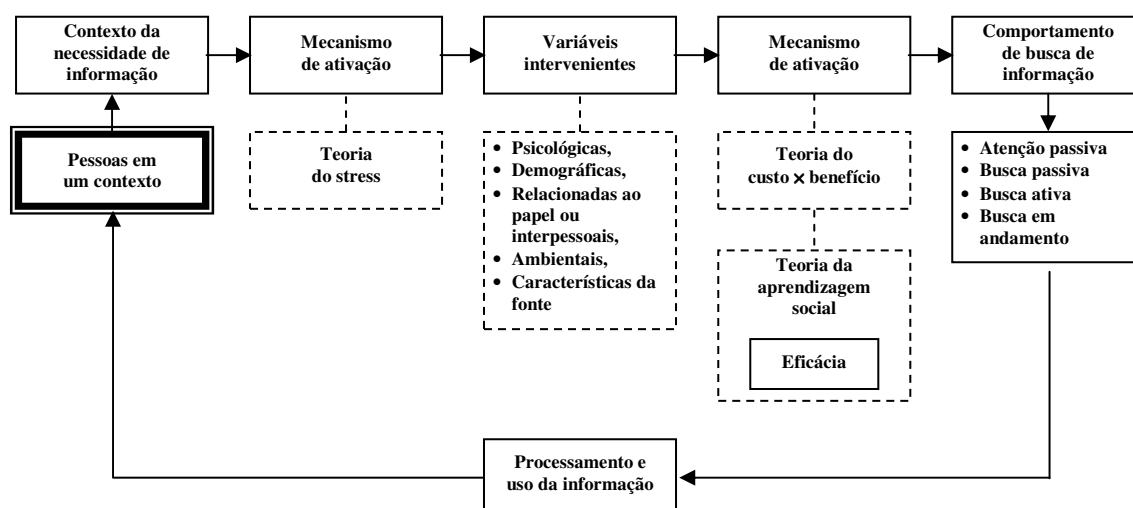 Contexto da
necessidade de
informação
Mecanismo
de ativação
Variáveis
intervenientes
Mecanismo
de ativação
Comportamento
de busca de
informação
Pessoas em
um contexto
Teoria
do stress
• Psicológicas,
• Demográficas,
• Relacionadas ao
papel ou
interpessoais,
• Ambientais,
• Características da
fonte
Teoria do
custo × benefício
Teoria da
aprendizagem
social
Eficácia
• Atenção passiva
• Busca passiva
• Busca ativa
• Busca em
andamento
Processamento e
uso da informação